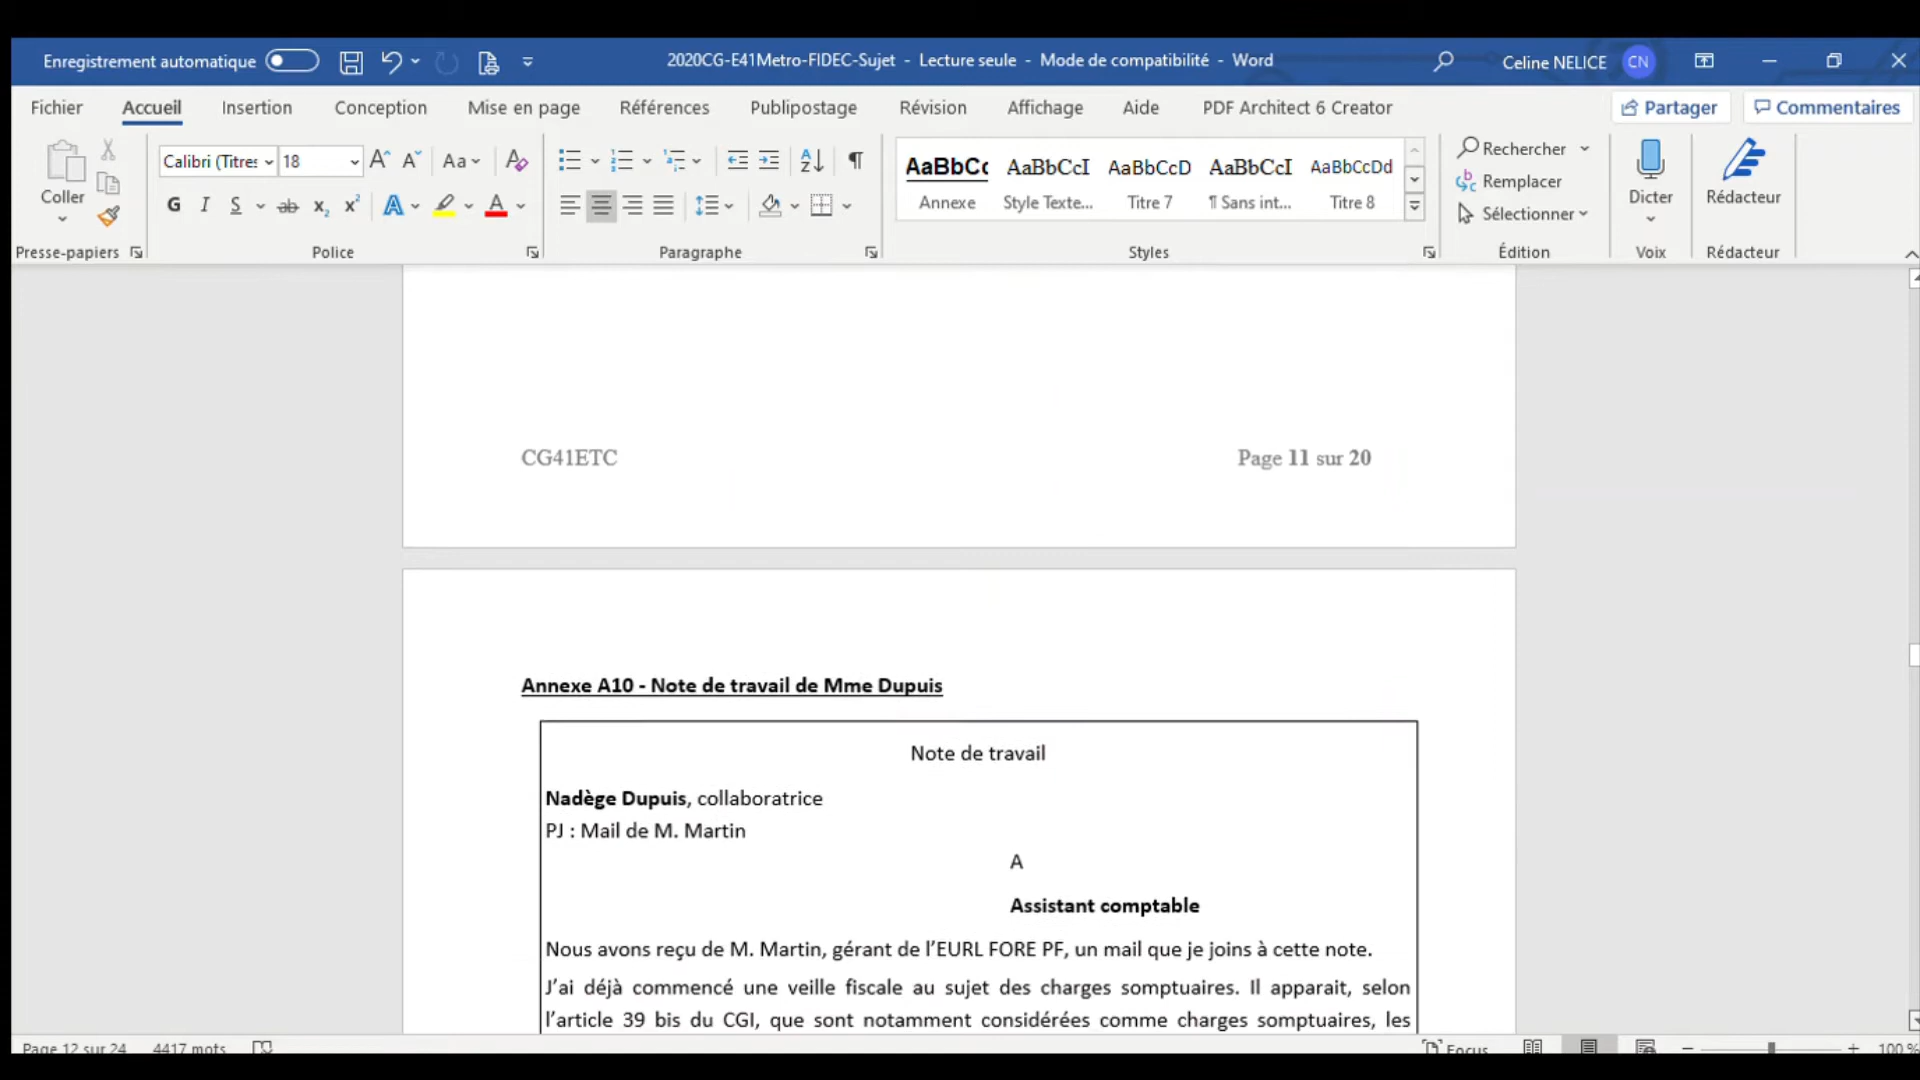 Enregistrement automatique
2020CG-E41Metro-FIDEC-Sujet - Lecture seule - Mode de compatibilité - Word
Celine NELICE CN
Fichier Accueil Insertion Conception Mise en page Références Publipostage Révision Affichage Aide PDF Architect 6 Creator Partager Commentaires
Coller
Calibri (Titres 18
Aa
G I S ab x₂ x² A A
AaBbCc AaBbCcI AaBbCcD AaBbCcI AaBbCcDd
Annexe Style Texte... Titre 7 ¶ Sans int... Titre 8
Rechercher
Remplacer
Sélectionner
Dicter
Rédacteur
Presse-papiers Police Paragraphe Styles Édition Voix Rédacteur
CG41ETC Page 11 sur 20
Annexe A10 - Note de travail de Mme Dupuis
Note de travail
Nadège Dupuis, collaboratrice
PJ : Mail de M. Martin
A
Assistant comptable
Nous avons reçu de M. Martin, gérant de l’EURL FORE PF, un mail que je joins à cette note.
J’ai déjà commencé une veille fiscale au sujet des charges somptuaires. Il apparait, selon
l’article 39 bis du CGI, que sont notamment considérées comme charges somptuaires, les
Page 12 sur 24 4417 mots Focus 100 %